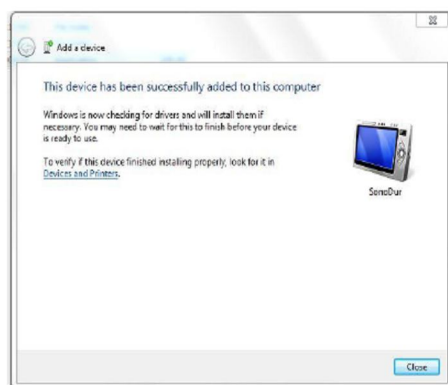 Add a device
This device has been successfully added to this computer
Windows is now checking for drivers and will install them if
necessary. You may need to wait for this to finish before your device
is ready to use.
To verify if this device finished installing properly, look for it in
Devices and Printers.
SonoDur
Close